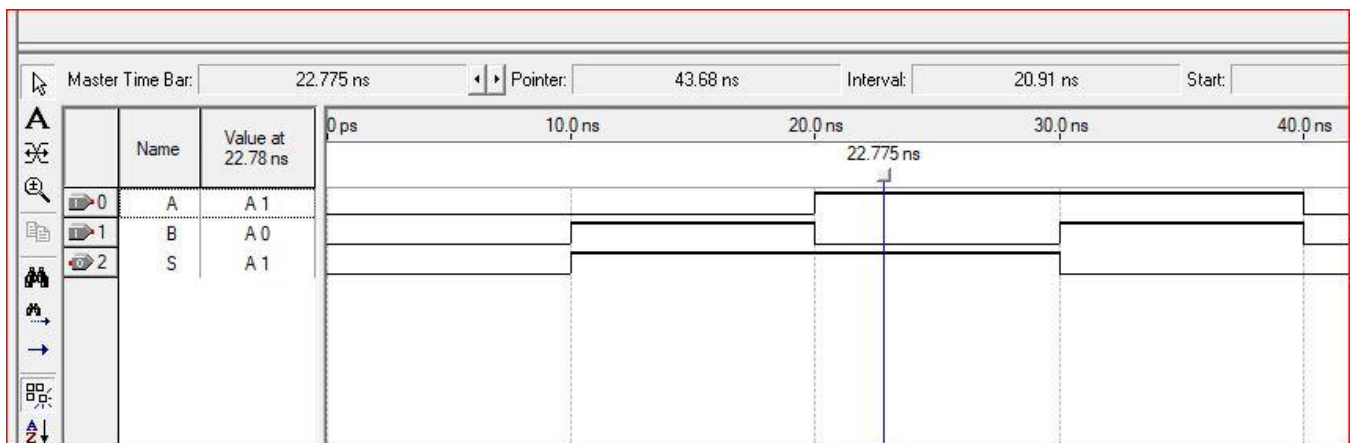 Master Time Bar: 22.775 ns Pointer: 43.68 ns Interval: 20.91 ns Start:
A
Name Value at 22.78 ns
0 ps 10.0 ns 20.0 ns 30.0 ns 40.0 ns
22.775 ns
0 A A 1
1 B A 0
2 S A 1
A
Z